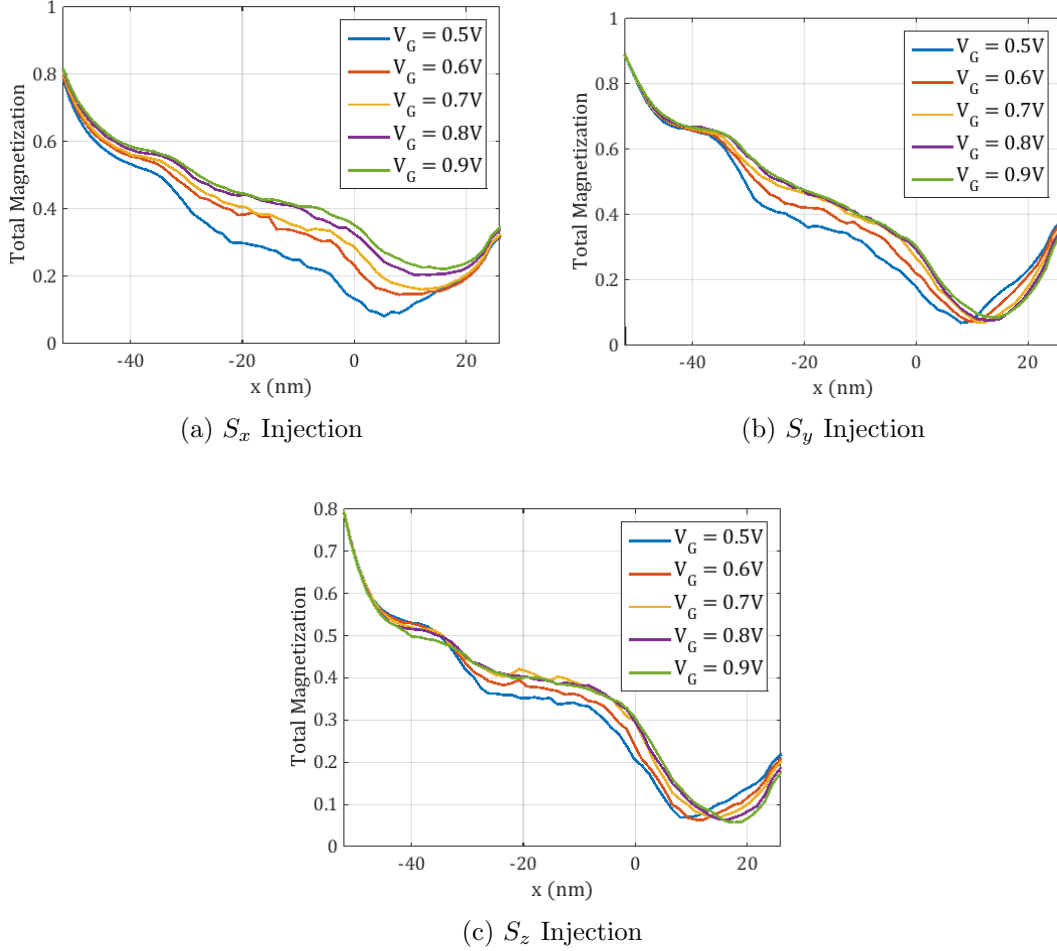 1
0.8
0.6
0.4
0.2
0
Total Magnetization
-40
-20
0
20
x (nm)
V_G = 0.5V
V_G = 0.6V
V_G = 0.7V
V_G = 0.8V
V_G = 0.9V
(a) S_x Injection
1
0.8
0.6
0.4
0.2
0
Total Magnetization
-40
-20
0
20
x (nm)
V_G = 0.5V
V_G = 0.6V
V_G = 0.7V
V_G = 0.8V
V_G = 0.9V
(b) S_y Injection
0.8
0.7
0.6
0.5
0.4
0.3
0.2
0.1
0
Total Magnetization
-40
-20
0
20
x (nm)
V_G = 0.5V
V_G = 0.6V
V_G = 0.7V
V_G = 0.8V
V_G = 0.9V
(c) S_z Injection